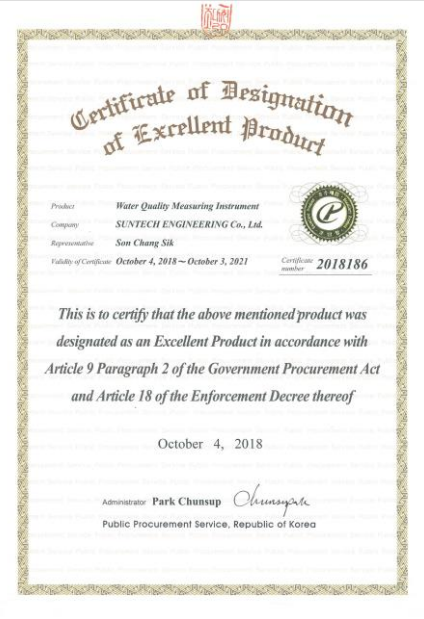 Certificate of Designation
of Excellent Product
Product Water Quality Measuring Instrument
Company SUNTECH ENGINEERING Co., Ltd.
Representative Son Chang Sik
Validity of Certificate October 4, 2018~October 3, 2021
Certificate number 2018186
This is to certify that the above mentioned product was
designated as an Excellent Product in accordance with
Article 9 Paragraph 2 of the Government Procurement Act
and Article 18 of the Enforcement Decree thereof
October 4, 2018
Administrator Park Chunsup
Public Procurement Service, Republic of Korea